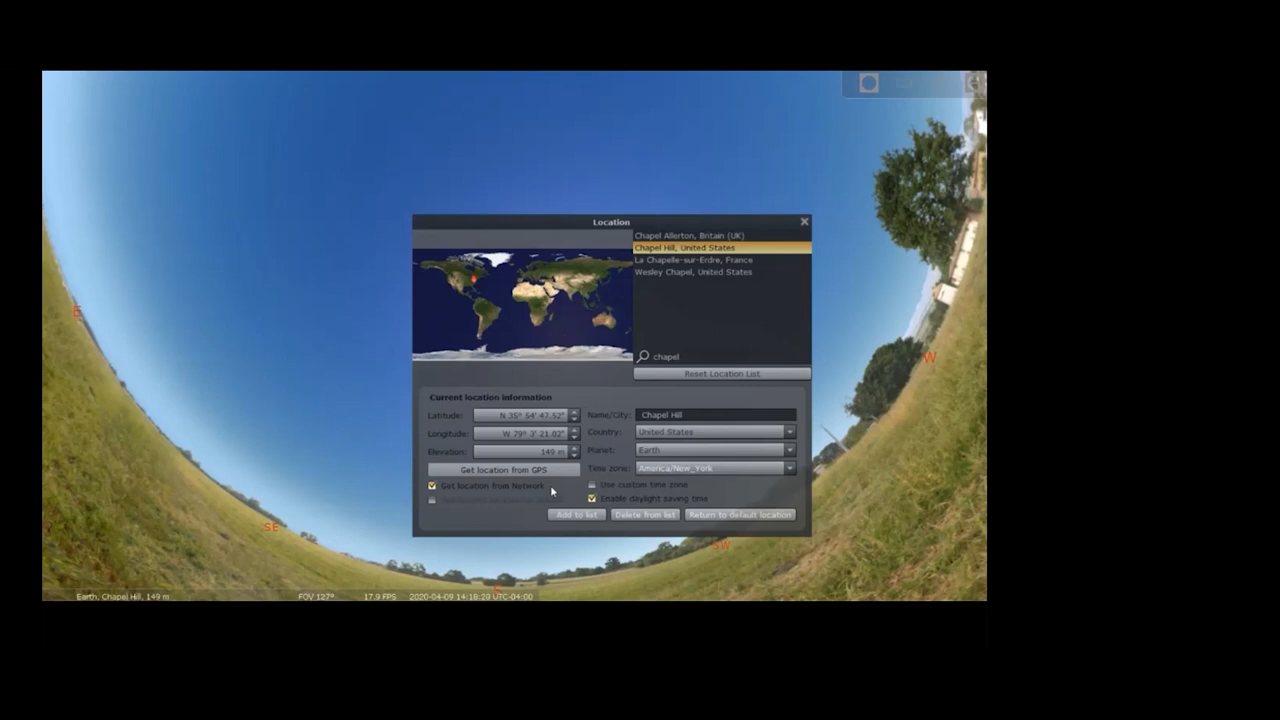 Location
Chapel Allerton, Britain (UK)
Chapel Hill, United States
La Chapelle-sur-Erdre, France
Wesley Chapel, United States
chapel
Reset Location List
Current location information
Latitude: N 35° 54' 47.52" Name/City: Chapel Hill
Longitude: W 79° 3' 21.02" Country: United States
Elevation: 149 m Planet: Earth
Get location from GPS Time zone: America/New_York
Get location from Network Use custom time zone
Enable daylight saving time
Add to list Delete from list Return to default location
E
W
SE
SW
Earth, Chapel Hill, 149 m FOV 127° 17.9 FPS 2020-04-09 14:18:29 UTC-04:00